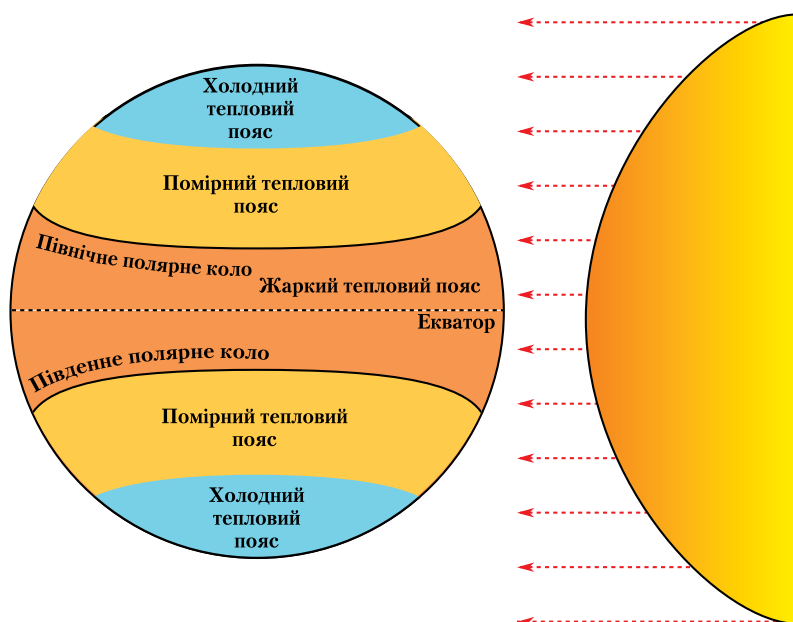 Холодний
тепловий
пояс
Помірний тепловий
пояс
Північне полярне коло
Жаркий тепловий пояс
Екватор
Південне полярне коло
Помірний тепловий
пояс
Холодний
тепловий
пояс